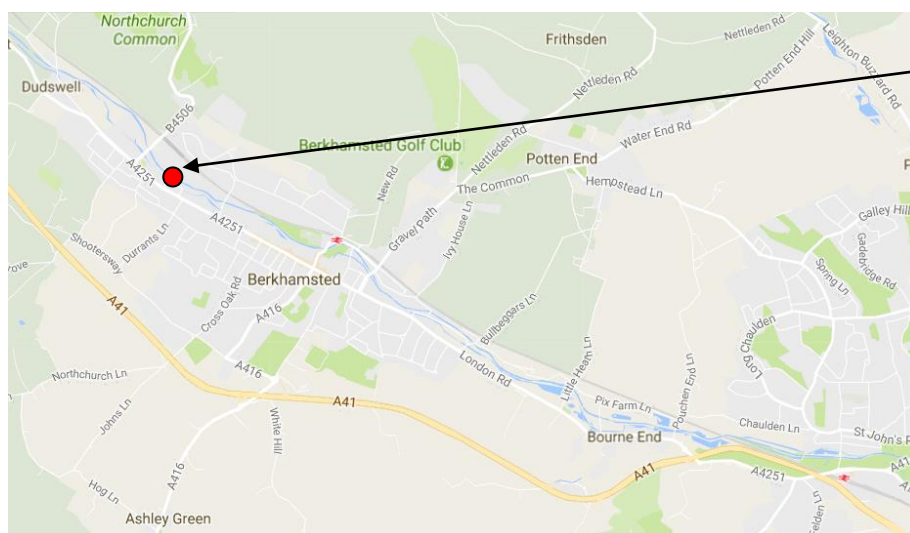 Northchurch
Common
Frithsden
Nettleden Rd
Potten End Hill
Leighton Buzzard Rd
Dudswell
B4506
Nettleden Rd
Water End Rd
Berkhamsted Golf Club
Nettleden Rd
Potten End
A4251
New Rd
The Common
Hempstead Ln
Gravel Path
Ivy House Ln
Galley Hill
Gadebridge Rd
A4251
Durrants Ln
Shootersway
Spring Ln
Berkhamsted
Cross Oak Rd
A41
A416
Bullbeggars Ln
Long Chaulden
London Rd
Little Heath Ln
A416
Northchurch Ln
Pouchen End Ln
A41
Pix Farm Ln
Johns Ln
White Hill
Chaulden Ln
St John's
Bourne End
A41
A416
A41
A4251
Hog Ln
Ashley Green